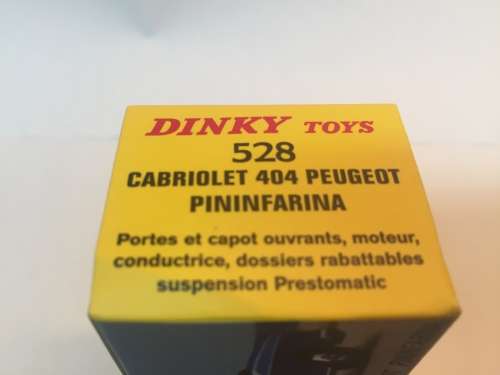 DINKY TOYS
528
CABRIOLET 404 PEUGEOT
PININFARINA
Portes et capot ouvrants, moteur,
conductrice, dossiers rabattables
suspension Prestomatic